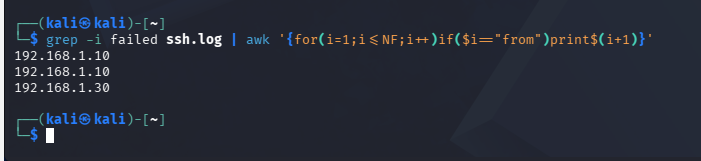 ┌──(kali㉿kali)-[~]
└─$ grep -i failed ssh.log | awk '{for(i=1;i<=NF;i++)if($i=="from")print$(i+1)}'
192.168.1.10
192.168.1.10
192.168.1.30
┌──(kali㉿kali)-[~]
└─$